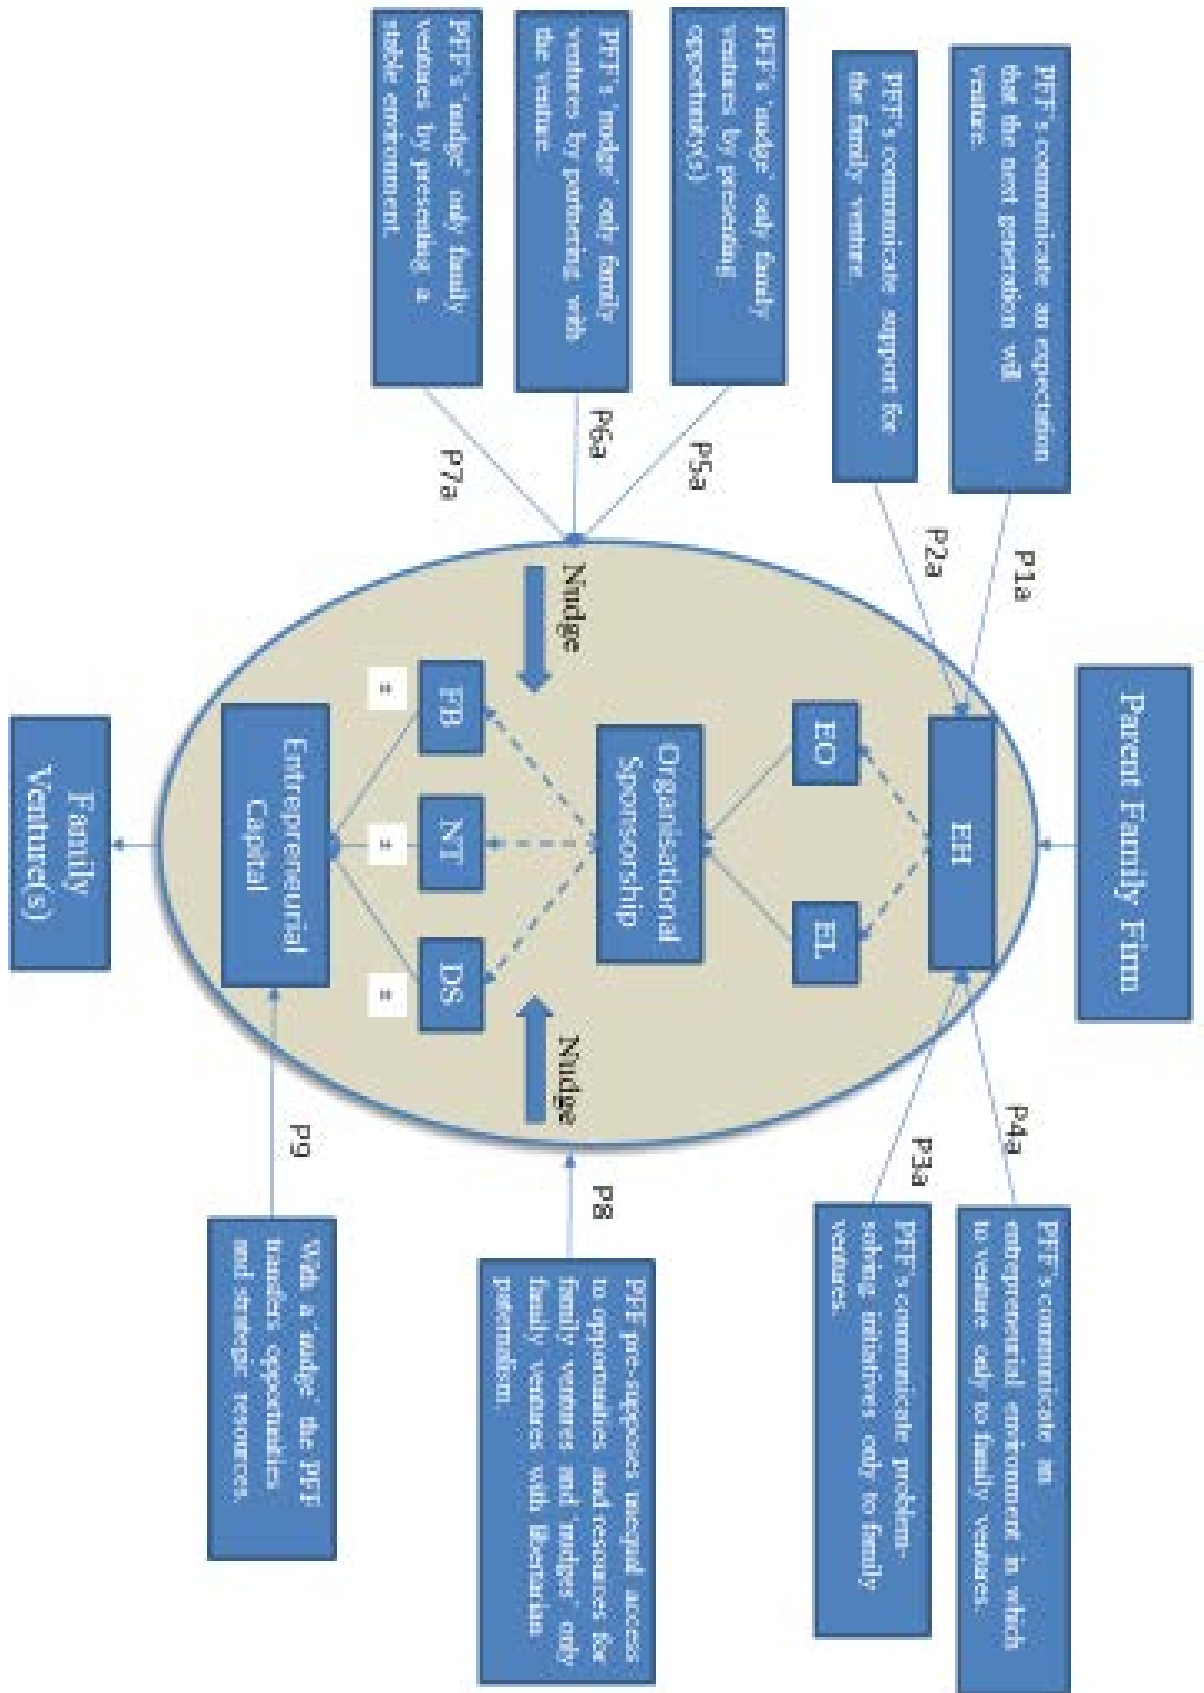 Parent Family Firm
PFF's communicate an expectation
that the next generation will
venture.
P1a
PFF's communicate support for
the family venture.
P2a
PFF's communicate an
entrepreneurial environment in which
to venture only to family ventures.
P4a
PFF's communicate problem-
solving initiatives only to family
ventures.
P3a
EH
EO
EL
Organisational
Sponsorship
PFF's 'nudge' only family
ventures by presenting
opportunity(s)
P5a
PFF's 'nudge' only family
ventures by partnering with
the venture.
P6a
PFF's 'nudge' only family
ventures by presenting a
stable environment.
P7a
Nudge
Nudge
PFF pre-supposes unequal access
to opportunities and resources for
family ventures and 'nudges' only
family ventures with libertarian
paternalism.
P8
FB
NT
DS
Entrepreneurial
Capital
With a 'nudge' the PFF
transfers opportunities
and strategic resources.
P9
Family
Venture(s)